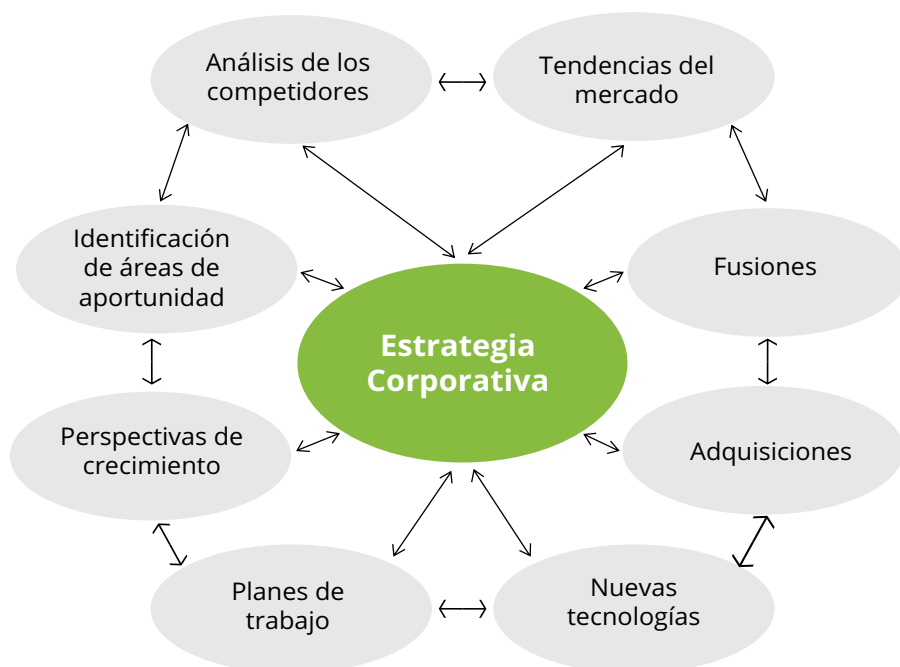 Análisis de los
competidores
Tendencias del
mercado
Identificación
de áreas de
aportunidad
Fusiones
Estrategia
Corporativa
Perspectivas de
crecimiento
Adquisiciones
Planes de
trabajo
Nuevas
tecnologías